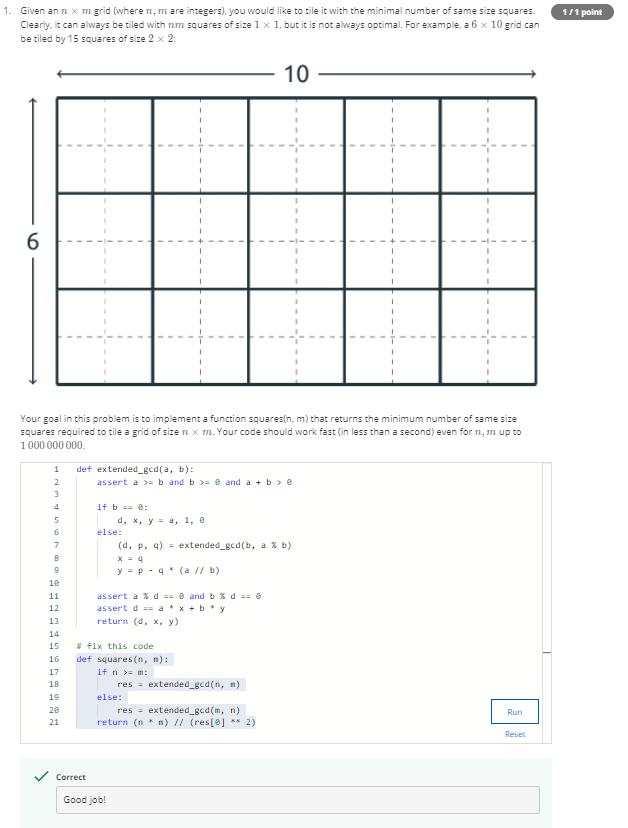 1. Given an n × m grid (where n, m are integers), you would like to tile it with the minimal number of same size squares.
1 / 1 point
Clearly, it can always be tiled with nm squares of size 1 × 1, but it is not always optimal. For example, a 6 × 10 grid can
be tiled by 15 squares of size 2 × 2:
10
6
Your goal in this problem is to implement a function squares(n, m) that returns the minimum number of same size
squares required to tile a grid of size n × m. Your code should work fast (in less than a second) even for n, m up to
1 000 000 000.
1 def extended_gcd(a, b):
2     assert a >= b and b >= 0 and a + b > 0
3
4     if b == 0:
5         d, x, y = a, 1, 0
6     else:
7         (d, p, q) = extended_gcd(b, a % b)
8         x = q
9         y = p - q * (a // b)
10
11     assert a % d == 0 and b % d == 0
12     assert d == a * x + b * y
13     return (d, x, y)
14
15 # fix this code
16 def squares(n, m):
17     if n >= m:
18         res = extended_gcd(n, m)
19     else:
20         res = extended_gcd(m, n)
21     return (n * m) // (res[0] ** 2)
Run
Reset
Correct
Good job!